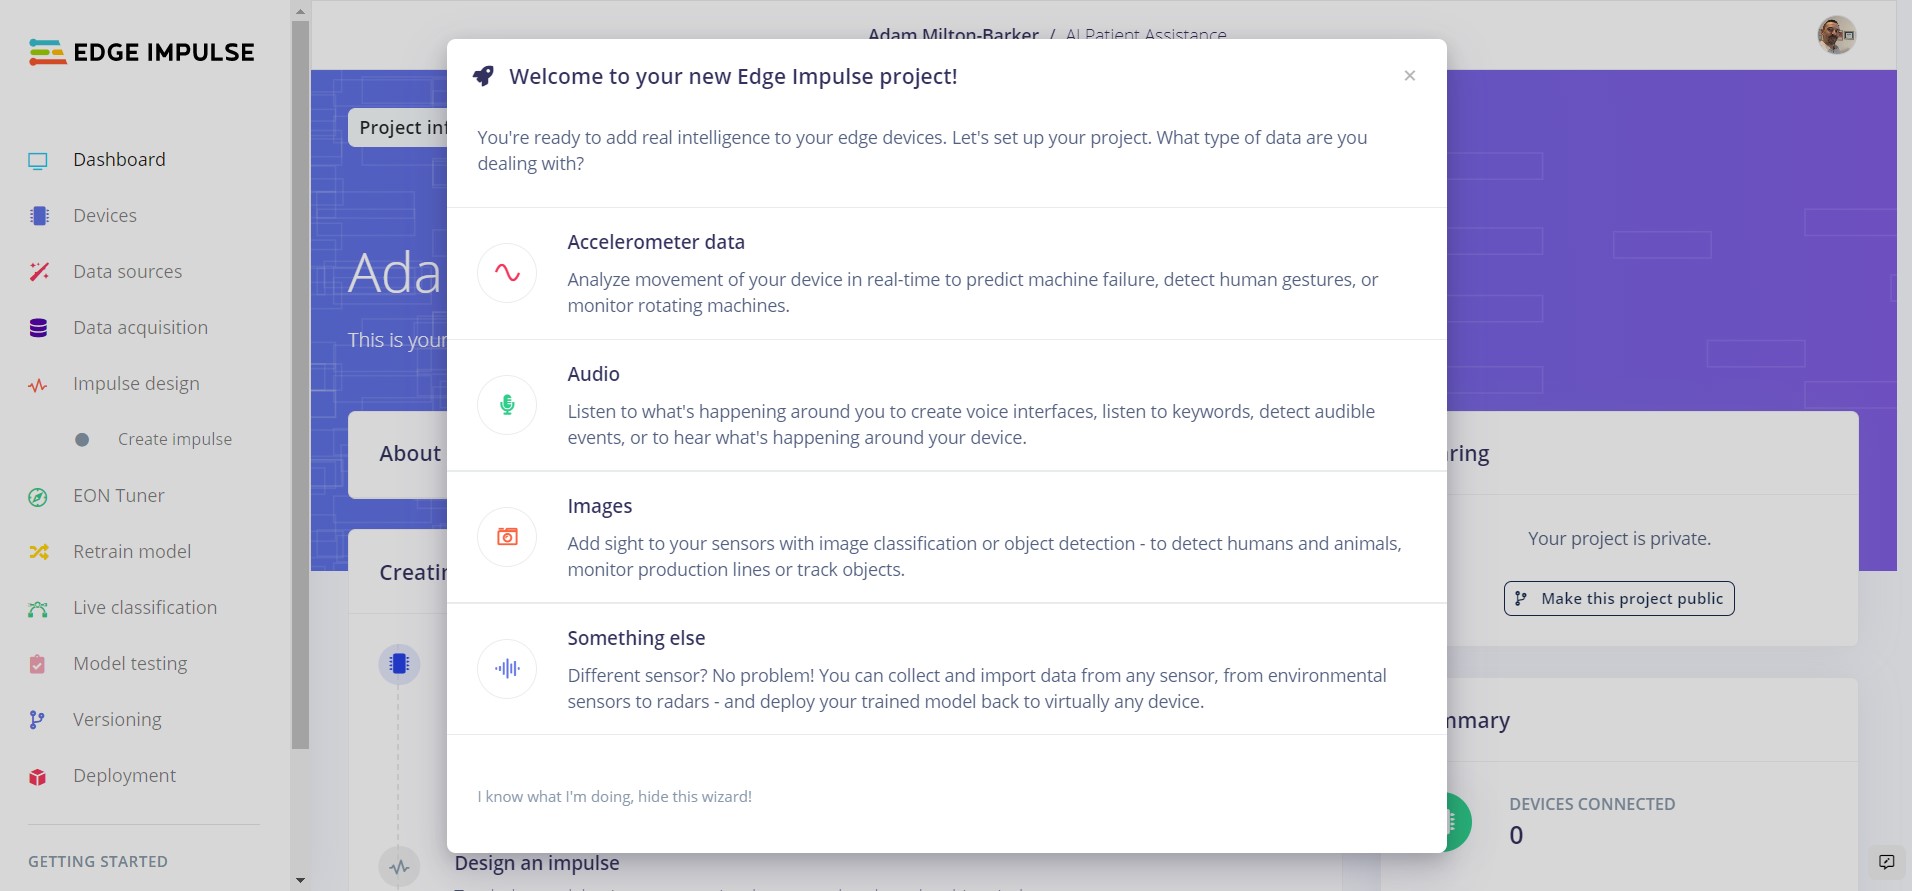 EDGE IMPULSE
Dashboard
Devices
Data sources
Data acquisition
Impulse design
Create impulse
EON Tuner
Retrain model
Live classification
Model testing
Versioning
Deployment
GETTING STARTED
Adam Milton-Barker / AI Patient Assistance
Project inf
Ada
This is your
About
Creatin
Welcome to your new Edge Impulse project!
×
You're ready to add real intelligence to your edge devices. Let's set up your project. What type of data are you
dealing with?
Accelerometer data
Analyze movement of your device in real-time to predict machine failure, detect human gestures, or
monitor rotating machines.
Audio
Listen to what's happening around you to create voice interfaces, listen to keywords, detect audible
events, or to hear what's happening around your device.
Images
Add sight to your sensors with image classification or object detection - to detect humans and animals,
monitor production lines or track objects.
Something else
Different sensor? No problem! You can collect and import data from any sensor, from environmental
sensors to radars - and deploy your trained model back to virtually any device.
I know what I'm doing, hide this wizard!
Design an impulse
ring
Your project is private.
Make this project public
mmary
DEVICES CONNECTED
0